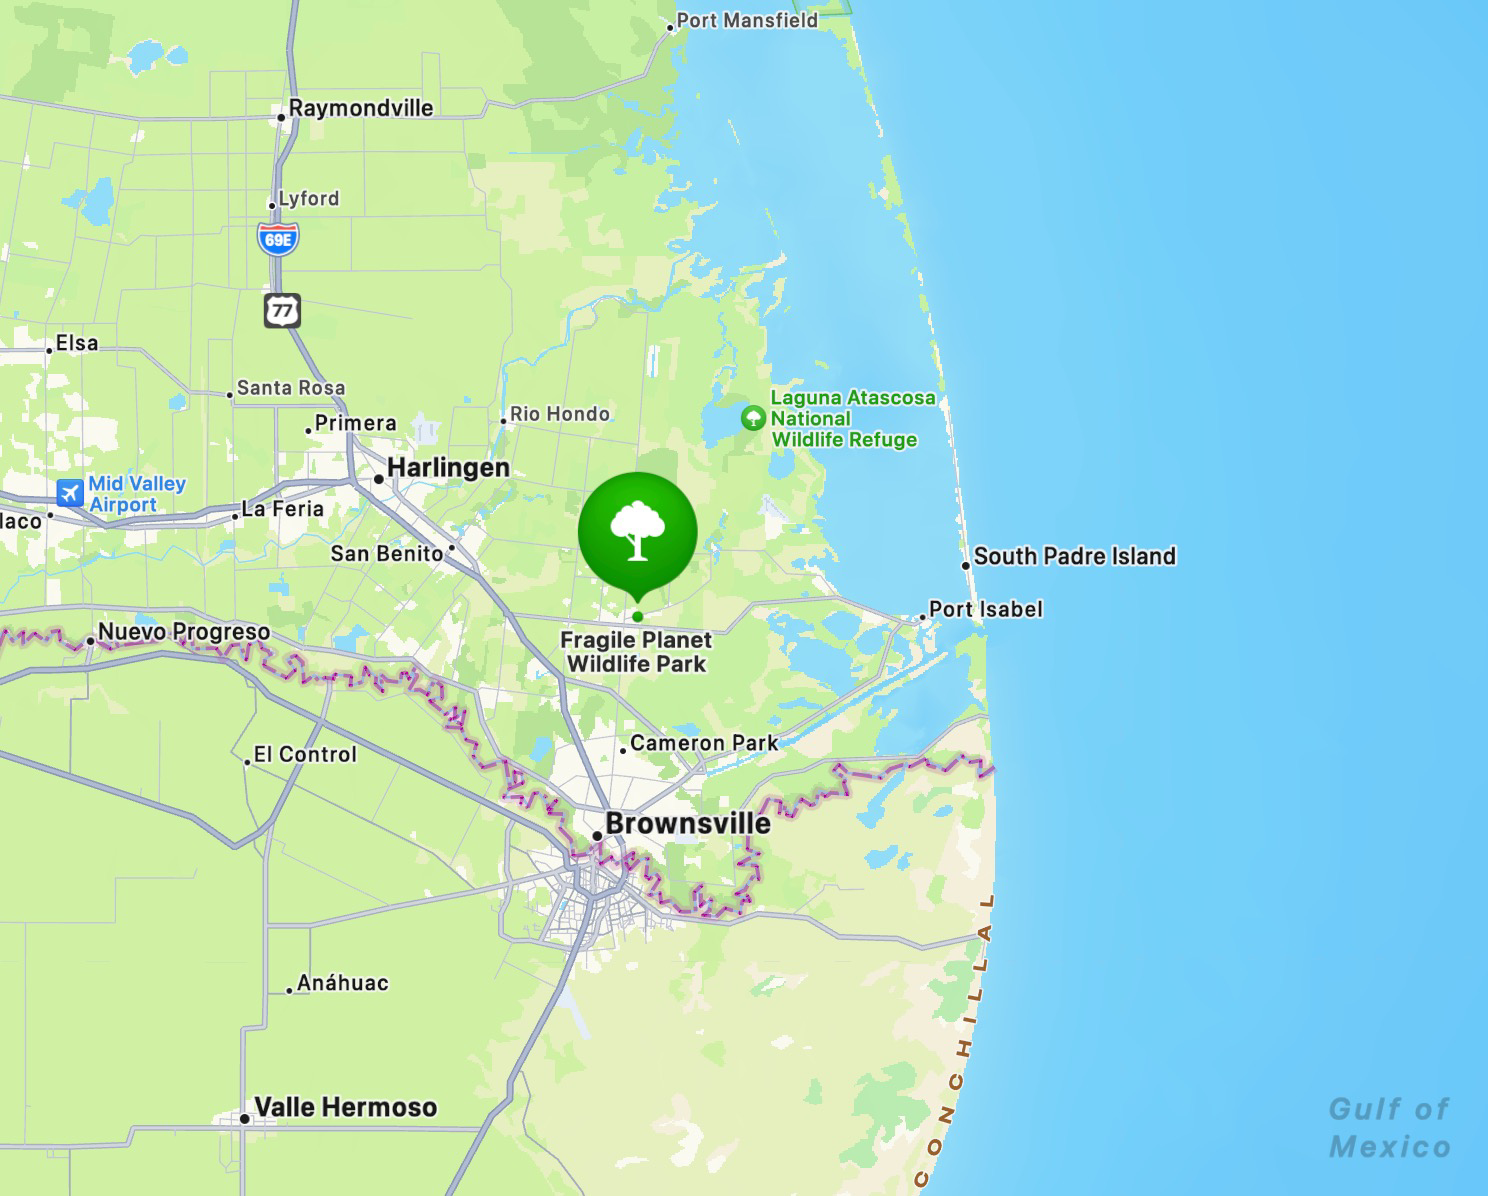 Port Mansfield
Raymondville
Lyford
69E
77
Elsa
Santa Rosa
Primera
Rio Hondo
Laguna Atascosa
National
Wildlife Refuge
Harlingen
Mid Valley
Airport
laco
La Feria
San Benito
South Padre Island
Port Isabel
Nuevo Progreso
Fragile Planet
Wildlife Park
Cameron Park
El Control
Brownsville
Anáhuac
CONCHILLAL
Valle Hermoso
Gulf of
Mexico